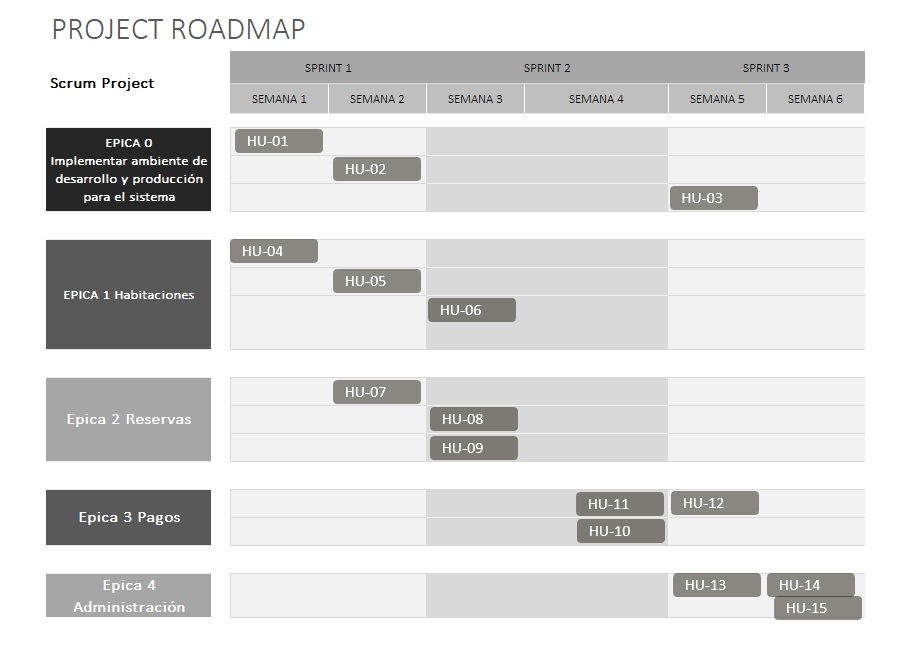 PROJECT ROADMAP
Scrum Project
SPRINT 1 SPRINT 2 SPRINT 3
SEMANA 1 SEMANA 2 SEMANA 3 SEMANA 4 SEMANA 5 SEMANA 6
EPICA 0
Implementar ambiente de
desarrollo y producción
para el sistema
HU-01
HU-02
HU-03
EPICA 1 Habitaciones
HU-04
HU-05
HU-06
Epica 2 Reservas
HU-07
HU-08
HU-09
Epica 3 Pagos
HU-11 HU-12
HU-10
Epica 4
Administración
HU-13 HU-14
HU-15